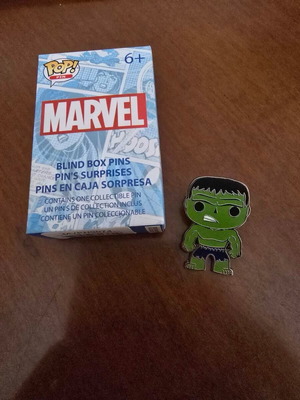 POP!
PIN
6+
MARVEL
BLIND BOX PINS
PIN'S SURPRISES
PINS EN CAJA SORPRESA
CONTAINS ONE COLLECTIBLE PIN
UN PIN'S DE COLLECTION INCLUS
CONTIENE UN PIN COLECCIONABLE